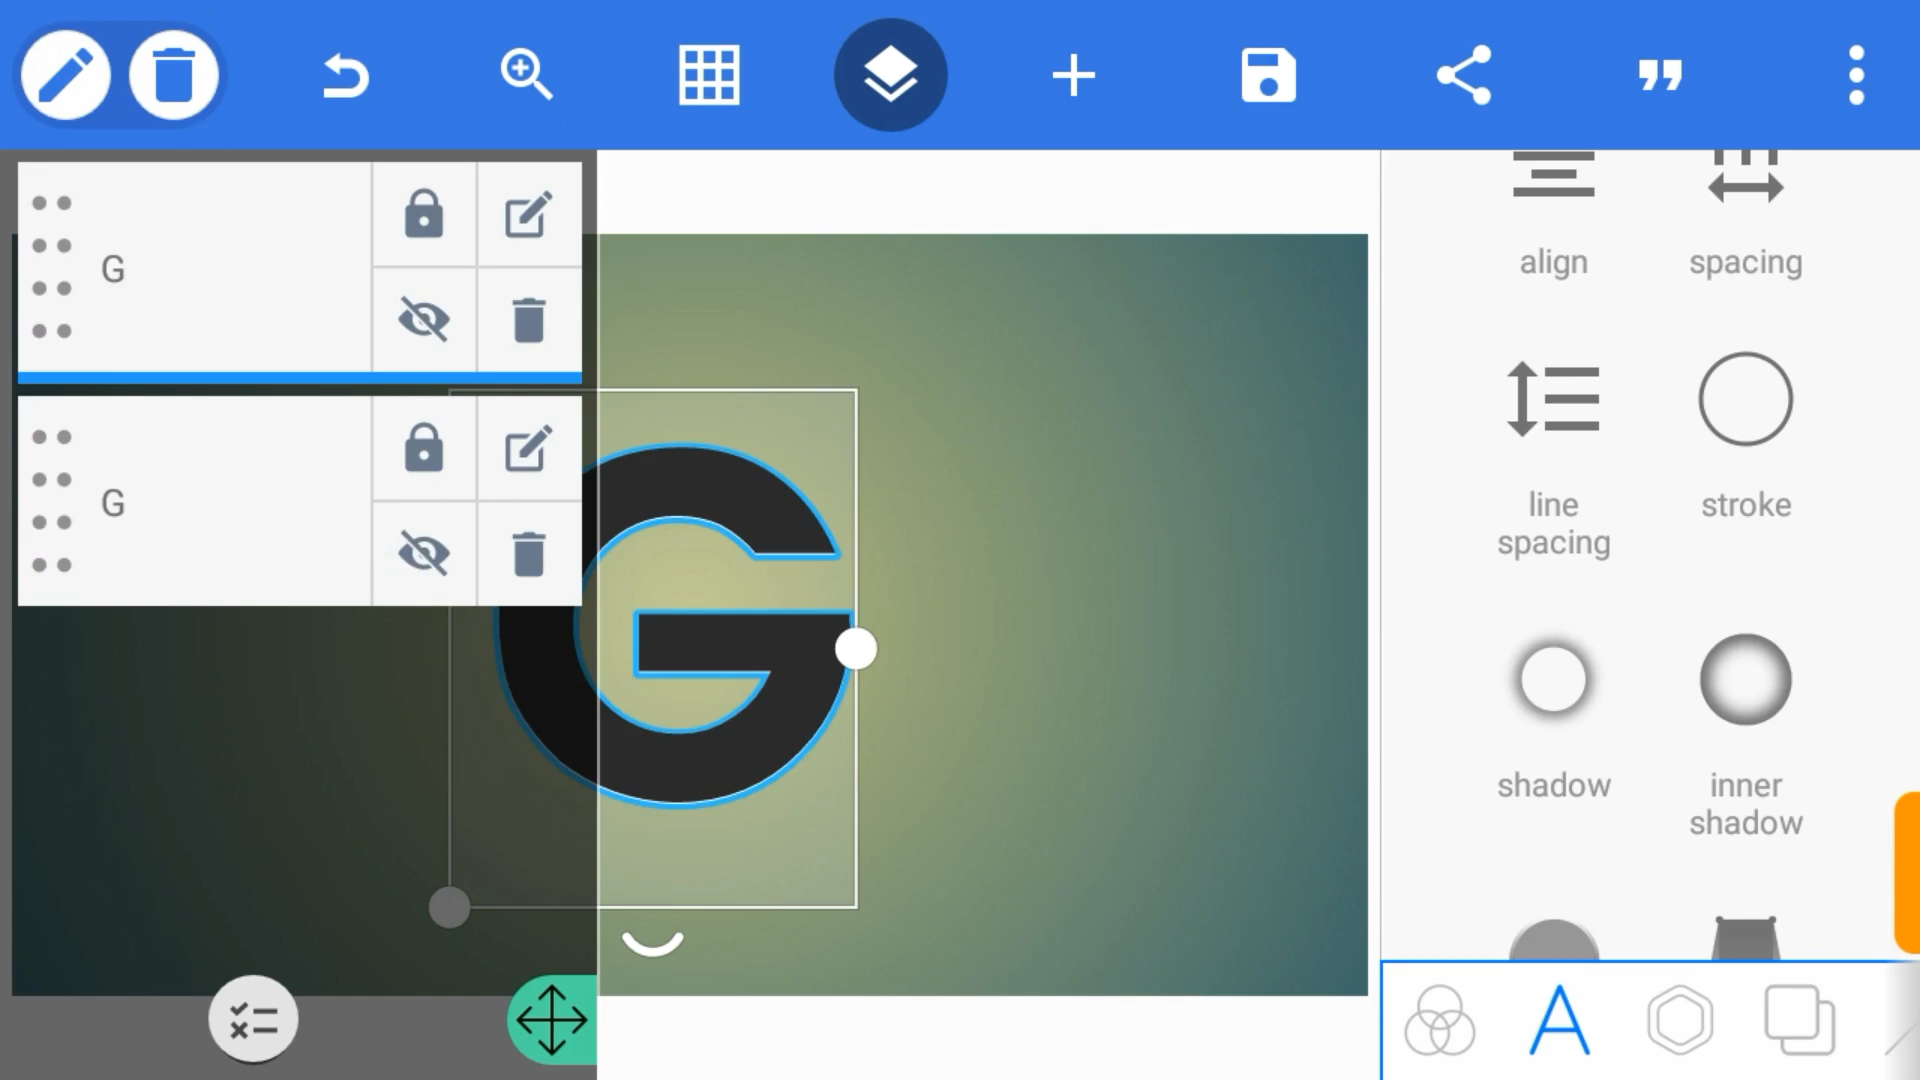 G
G
G
align
spacing
line
spacing
stroke
shadow
inner
shadow